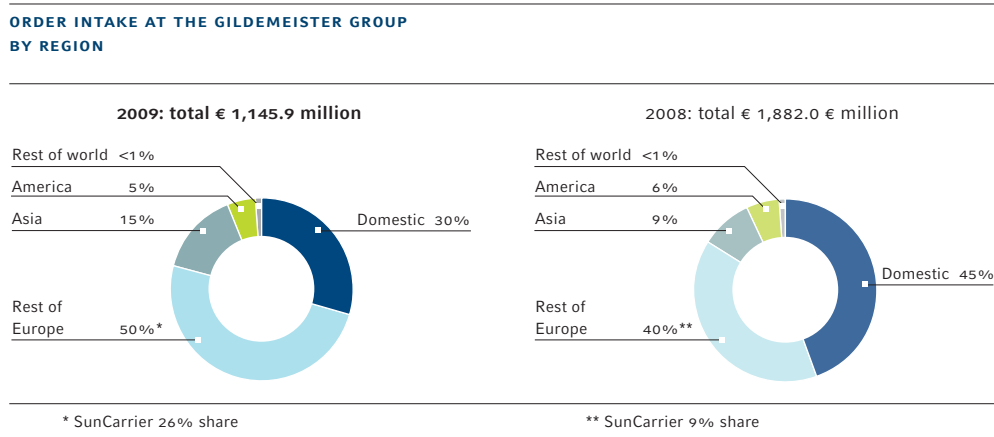 ORDER INTAKE AT THE GILDEMEISTER GROUP
BY REGION
2009: total € 1,145.9 million
Rest of world <1%
America 5%
Asia 15%
Domestic 30%
Rest of
Europe 50%*
2008: total € 1,882.0 € million
Rest of world <1%
America 6%
Asia 9%
Domestic 45%
Rest of
Europe 40%**
* SunCarrier 26% share
** SunCarrier 9% share